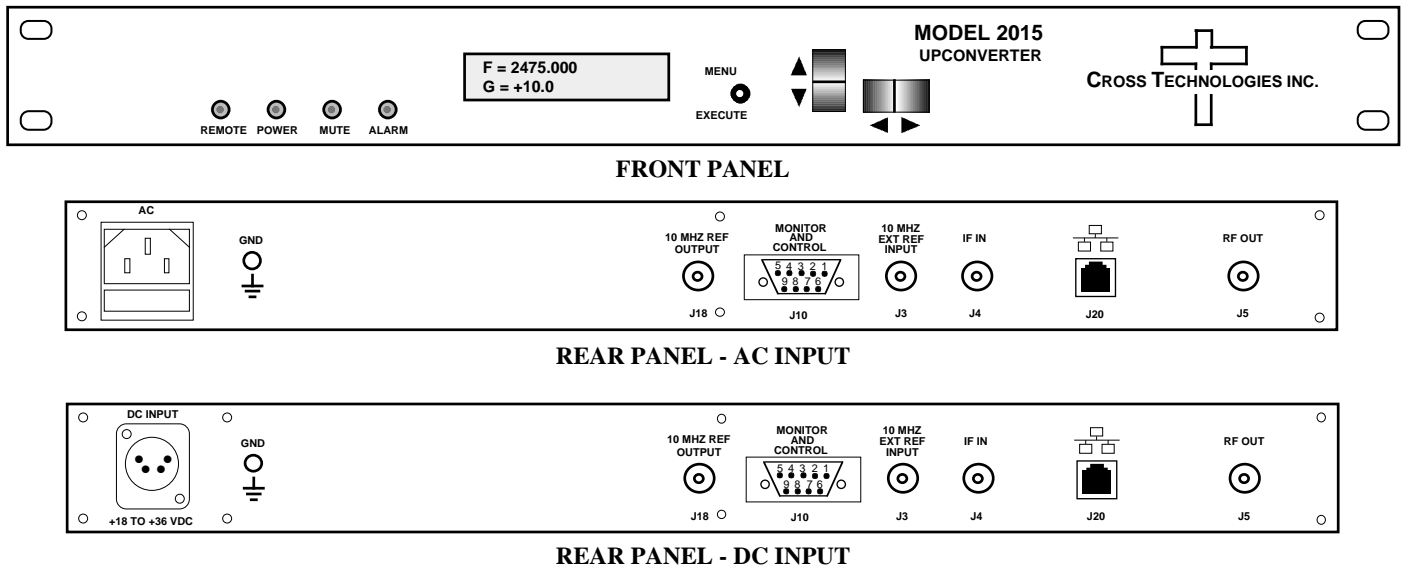 MODEL 2015
UPCONVERTER
F = 2475.000
G = +10.0
MENU
EXECUTE
CROSS TECHNOLOGIES INC.
REMOTE POWER MUTE ALARM
FRONT PANEL
AC
GND
10 MHZ REF
OUTPUT
J18
MONITOR
AND
CONTROL
5 4 3 2 1
9 8 7 6
J10
10 MHZ
EXT REF
INPUT
J3
IF IN
J4
J20
RF OUT
J5
REAR PANEL - AC INPUT
DC INPUT
+18 TO +36 VDC
GND
10 MHZ REF
OUTPUT
J18
MONITOR
AND
CONTROL
5 4 3 2 1
9 8 7 6
J10
10 MHZ
EXT REF
INPUT
J3
IF IN
J4
J20
RF OUT
J5
REAR PANEL - DC INPUT